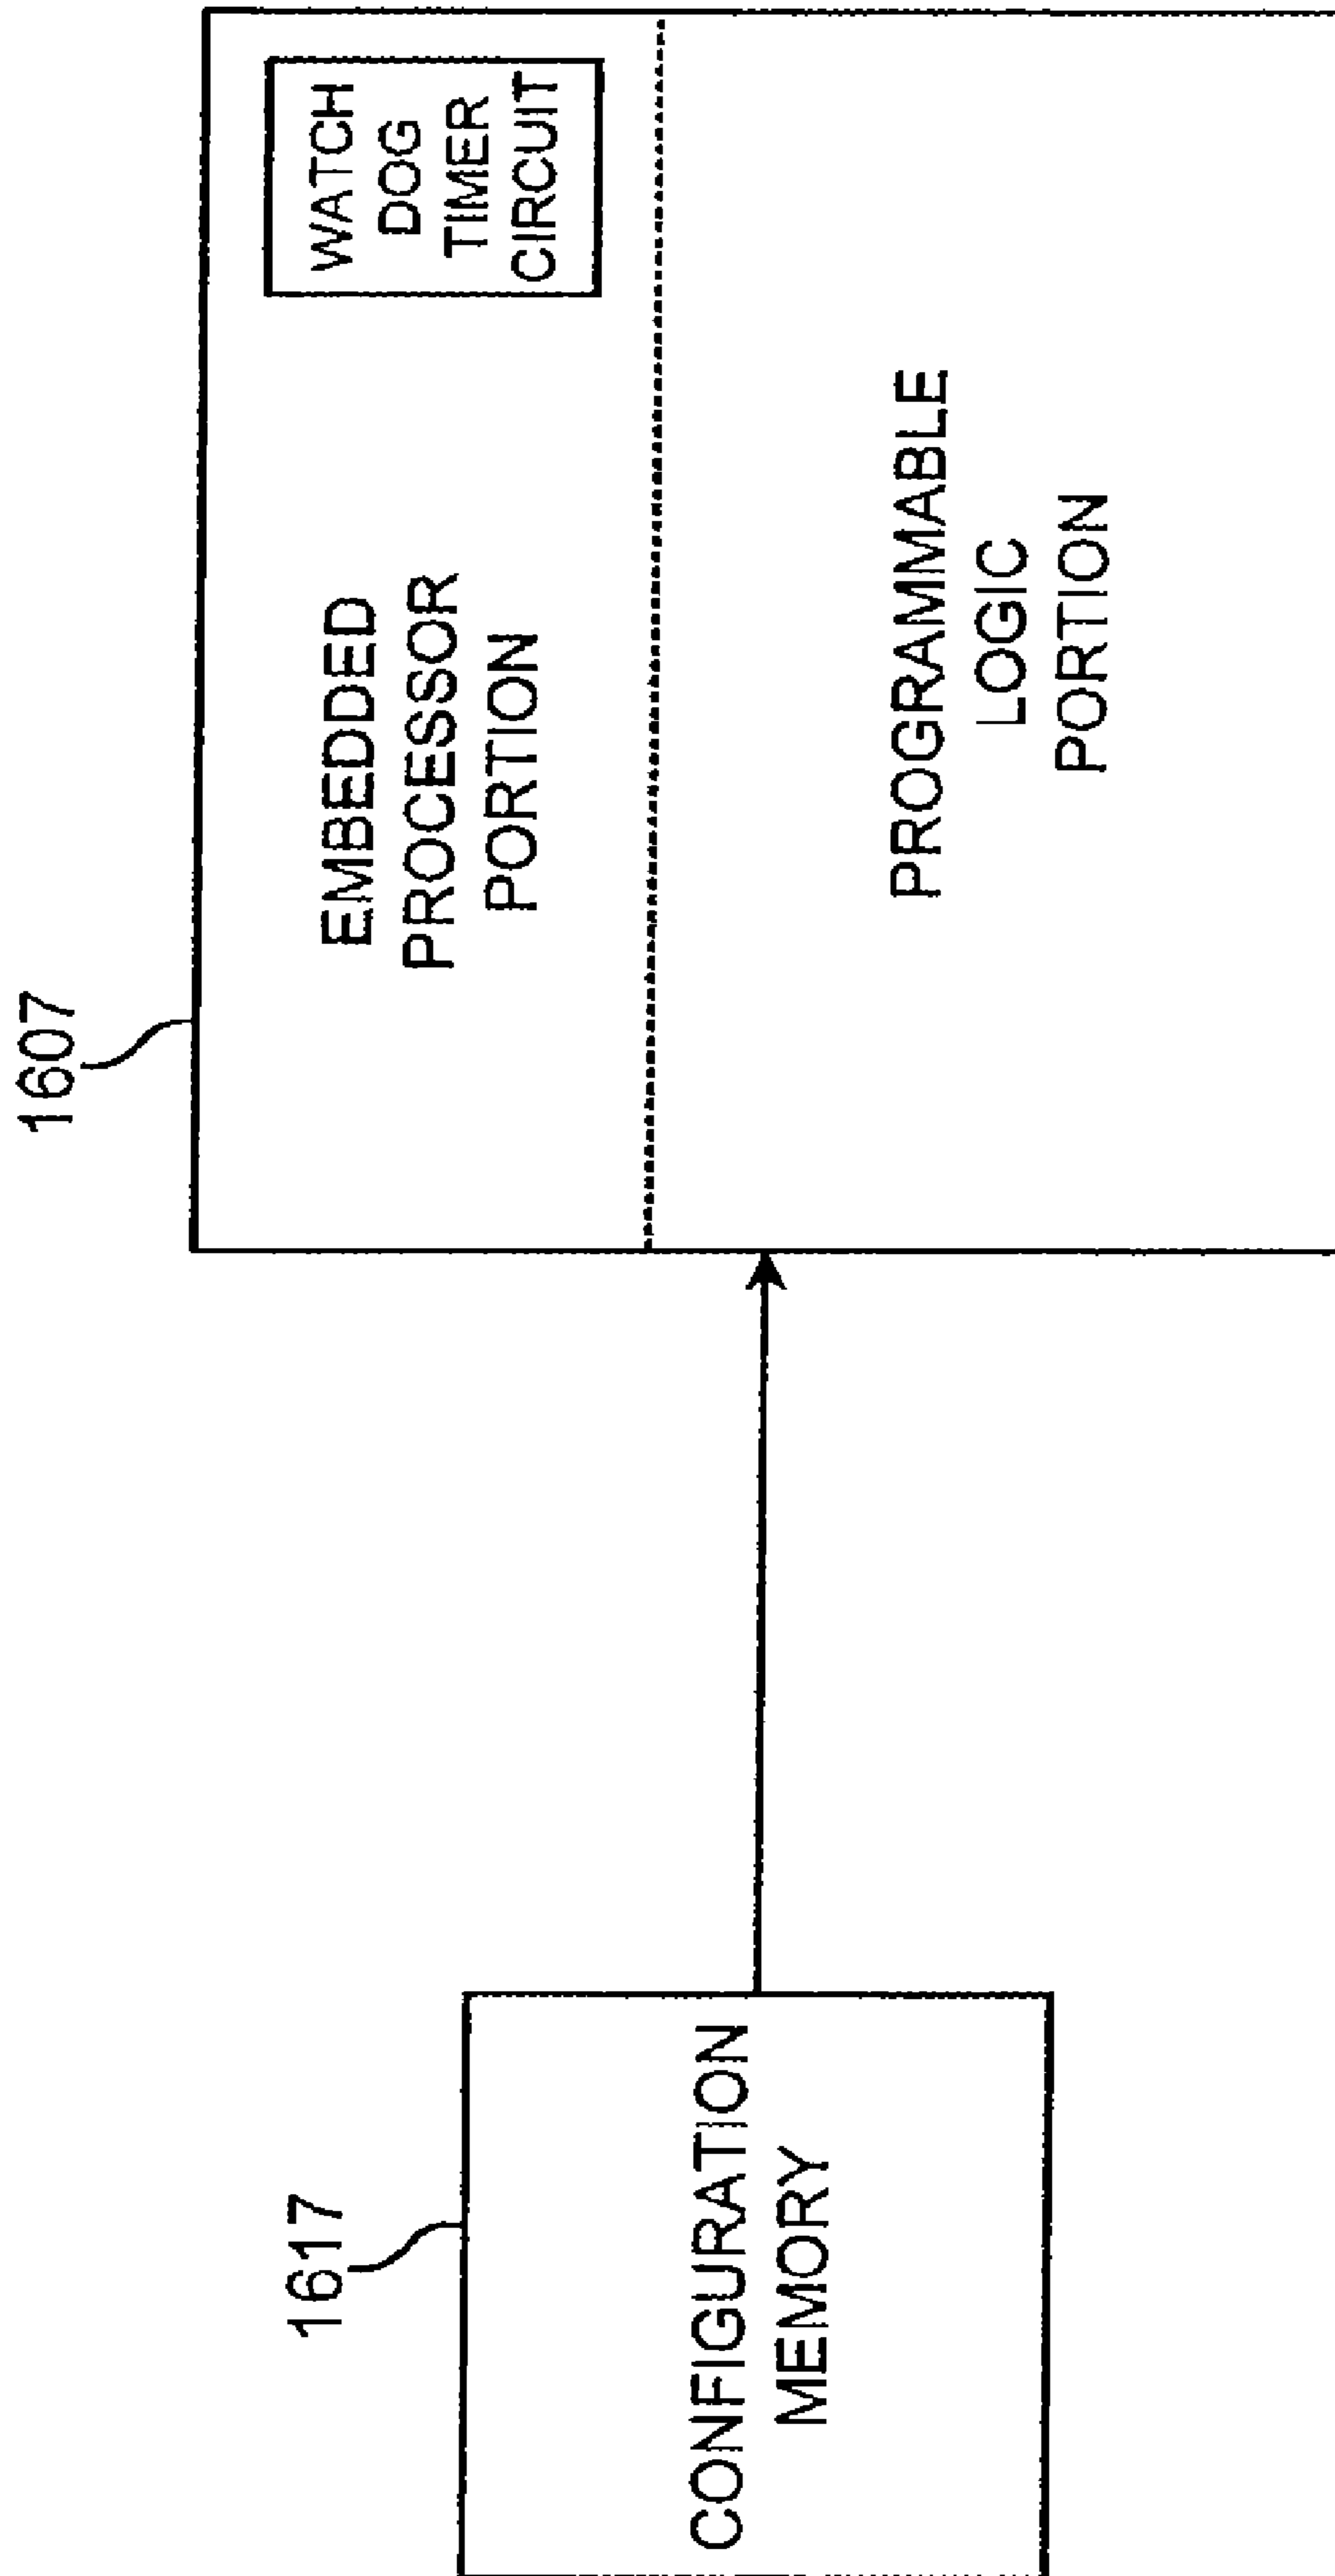 1617
CONFIGURATION
MEMORY
1607
EMBEDDED
PROCESSOR
PORTION
WATCH
DOG
TIMER
CIRCUIT
PROGRAMMABLE
LOGIC
PORTION